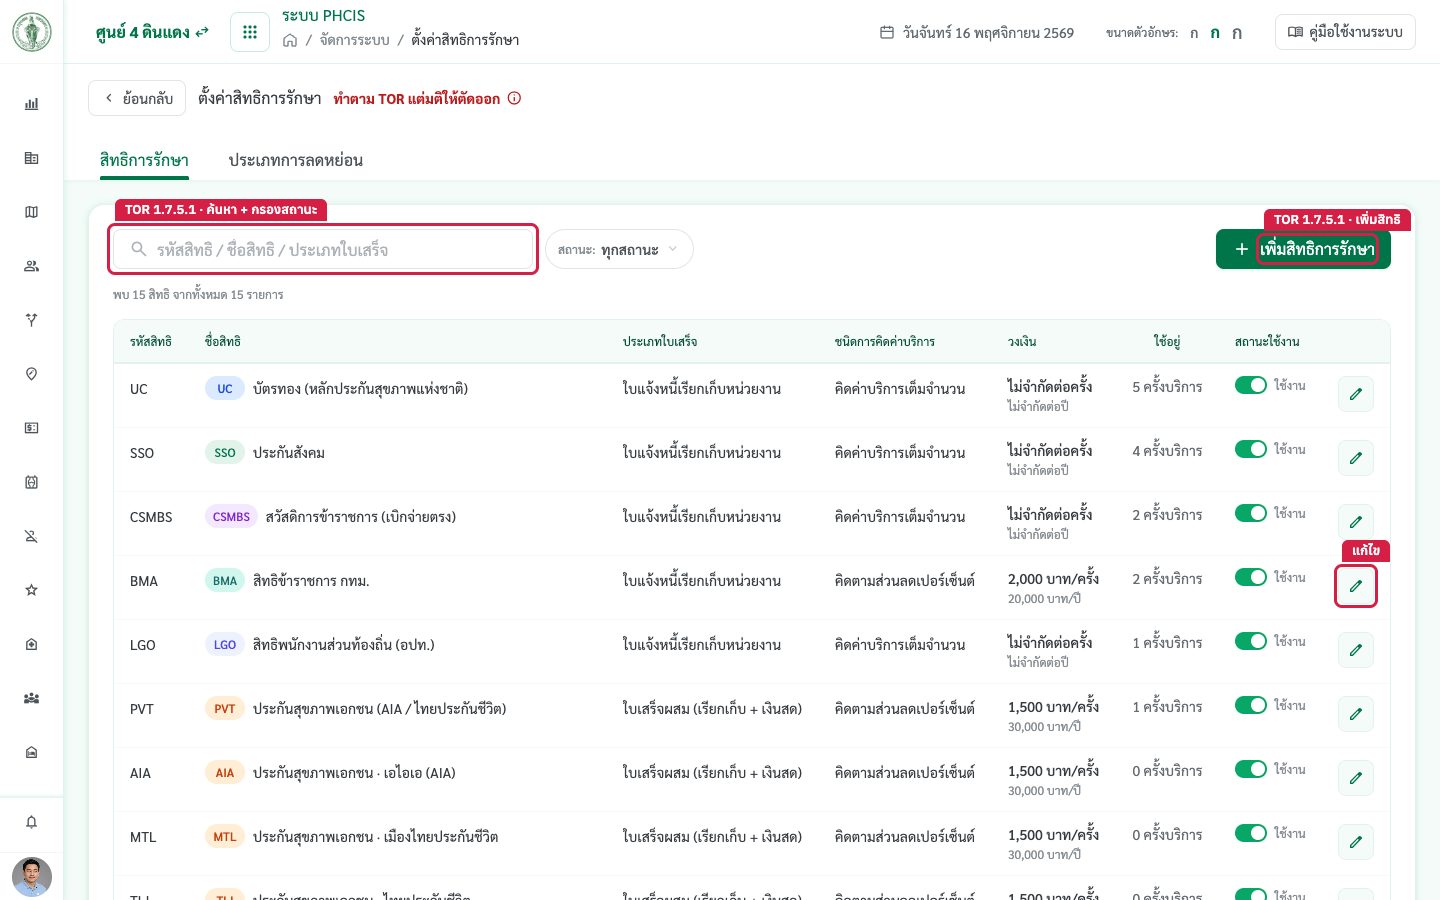 ศูนย์ 4 ดินแดง
ระบบ PHCIS
/ จัดการระบบ / ตั้งค่าสิทธิการรักษา
วันจันทร์ 16 พฤศจิกายน 2569
ขนาดตัวอักษร: ก ก ก
คู่มือใช้งานระบบ
ย้อนกลับ
ตั้งค่าสิทธิการรักษา
ทำตาม TOR แต่มติให้ตัดออก
สิทธิการรักษา
ประเภทการลดหย่อน
TOR 1.7.5.1 · ค้นหา + กรองสถานะ
TOR 1.7.5.1 · เพิ่มสิทธิ
รหัสสิทธิ / ชื่อสิทธิ / ประเภทใบเสร็จ
สถานะ: ทุกสถานะ
เพิ่มสิทธิการรักษา
พบ 15 สิทธิ จากทั้งหมด 15 รายการ
รหัสสิทธิ ชื่อสิทธิ ประเภทใบเสร็จ ชนิดการคิดค่าบริการ วงเงิน ใช้อยู่ สถานะใช้งาน
UC UC บัตรทอง (หลักประกันสุขภาพแห่งชาติ) ใบแจ้งหนี้เรียกเก็บหน่วยงาน คิดค่าบริการเต็มจำนวน ไม่จำกัดต่อครั้ง 5 ครั้งบริการ ใช้งาน
ไม่จำกัดต่อปี
SSO SSO ประกันสังคม ใบแจ้งหนี้เรียกเก็บหน่วยงาน คิดค่าบริการเต็มจำนวน ไม่จำกัดต่อครั้ง 4 ครั้งบริการ ใช้งาน
ไม่จำกัดต่อปี
CSMBS CSMBS สวัสดิการข้าราชการ (เบิกจ่ายตรง) ใบแจ้งหนี้เรียกเก็บหน่วยงาน คิดค่าบริการเต็มจำนวน ไม่จำกัดต่อครั้ง 2 ครั้งบริการ ใช้งาน
ไม่จำกัดต่อปี
แก้ไข
BMA BMA สิทธิข้าราชการ กทม. ใบแจ้งหนี้เรียกเก็บหน่วยงาน คิดตามส่วนลดเปอร์เซ็นต์ 2,000 บาท/ครั้ง 2 ครั้งบริการ ใช้งาน
20,000 บาท/ปี
LGO LGO สิทธิพนักงานส่วนท้องถิ่น (อปท.) ใบแจ้งหนี้เรียกเก็บหน่วยงาน คิดค่าบริการเต็มจำนวน ไม่จำกัดต่อครั้ง 1 ครั้งบริการ ใช้งาน
ไม่จำกัดต่อปี
PVT PVT ประกันสุขภาพเอกชน (AIA / ไทยประกันชีวิต) ใบเสร็จผสม (เรียกเก็บ + เงินสด) คิดตามส่วนลดเปอร์เซ็นต์ 1,500 บาท/ครั้ง 1 ครั้งบริการ ใช้งาน
30,000 บาท/ปี
AIA AIA ประกันสุขภาพเอกชน · เอไอเอ (AIA) ใบเสร็จผสม (เรียกเก็บ + เงินสด) คิดตามส่วนลดเปอร์เซ็นต์ 1,500 บาท/ครั้ง 0 ครั้งบริการ ใช้งาน
30,000 บาท/ปี
MTL MTL ประกันสุขภาพเอกชน · เมืองไทยประกันชีวิต ใบเสร็จผสม (เรียกเก็บ + เงินสด) คิดตามส่วนลดเปอร์เซ็นต์ 1,500 บาท/ครั้ง 0 ครั้งบริการ ใช้งาน
30,000 บาท/ปี